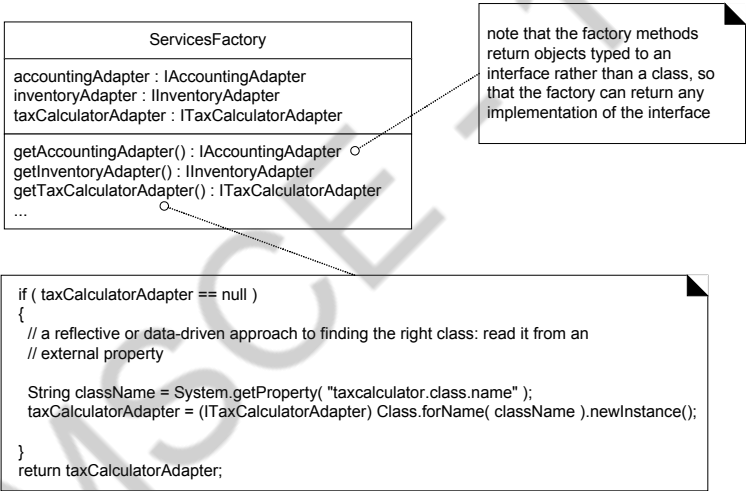 ServicesFactory
accountingAdapter : IAccountingAdapter
inventoryAdapter : IInventoryAdapter
taxCalculatorAdapter : ITaxCalculatorAdapter
getAccountingAdapter() : IAccountingAdapter
getInventoryAdapter() : IInventoryAdapter
getTaxCalculatorAdapter() : ITaxCalculatorAdapter
...
note that the factory methods
return objects typed to an
interface rather than a class, so
that the factory can return any
implementation of the interface
if ( taxCalculatorAdapter == null )
{
// a reflective or data-driven approach to finding the right class: read it from an
// external property
String className = System.getProperty( "taxcalculator.class.name" );
taxCalculatorAdapter = (ITaxCalculatorAdapter) Class.forName( className ).newInstance();
}
return taxCalculatorAdapter;